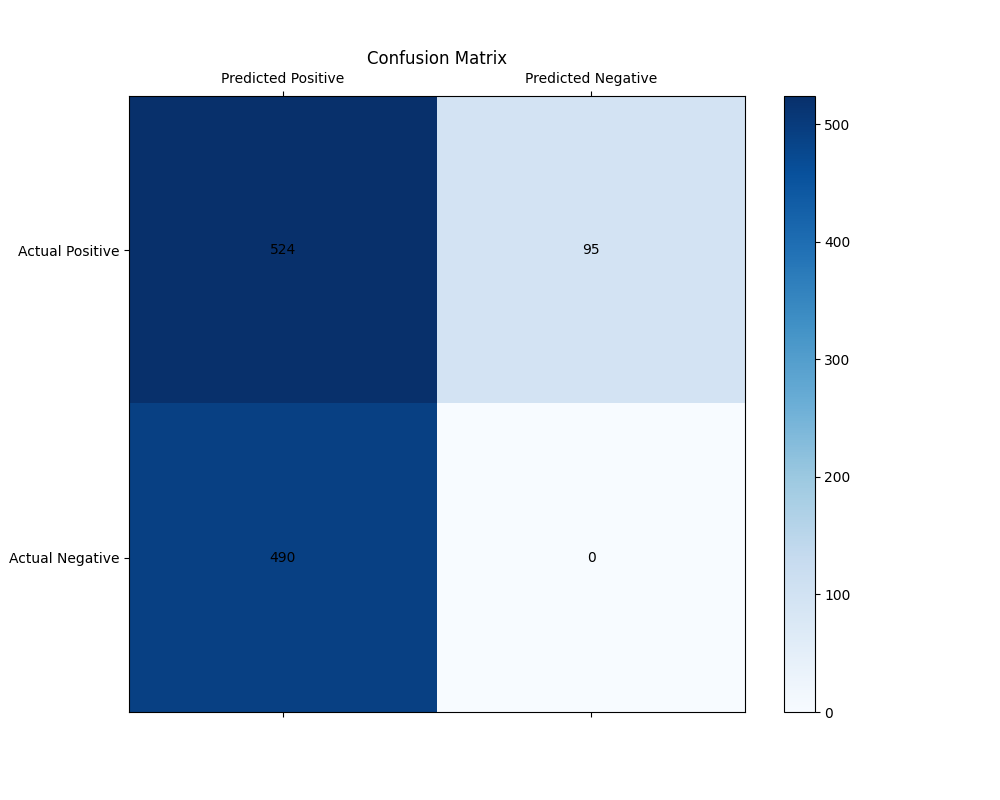 Confusion Matrix
Predicted Positive Predicted Negative
500
400
300
200
100
0
Actual Positive 524 95
Actual Negative 490 0